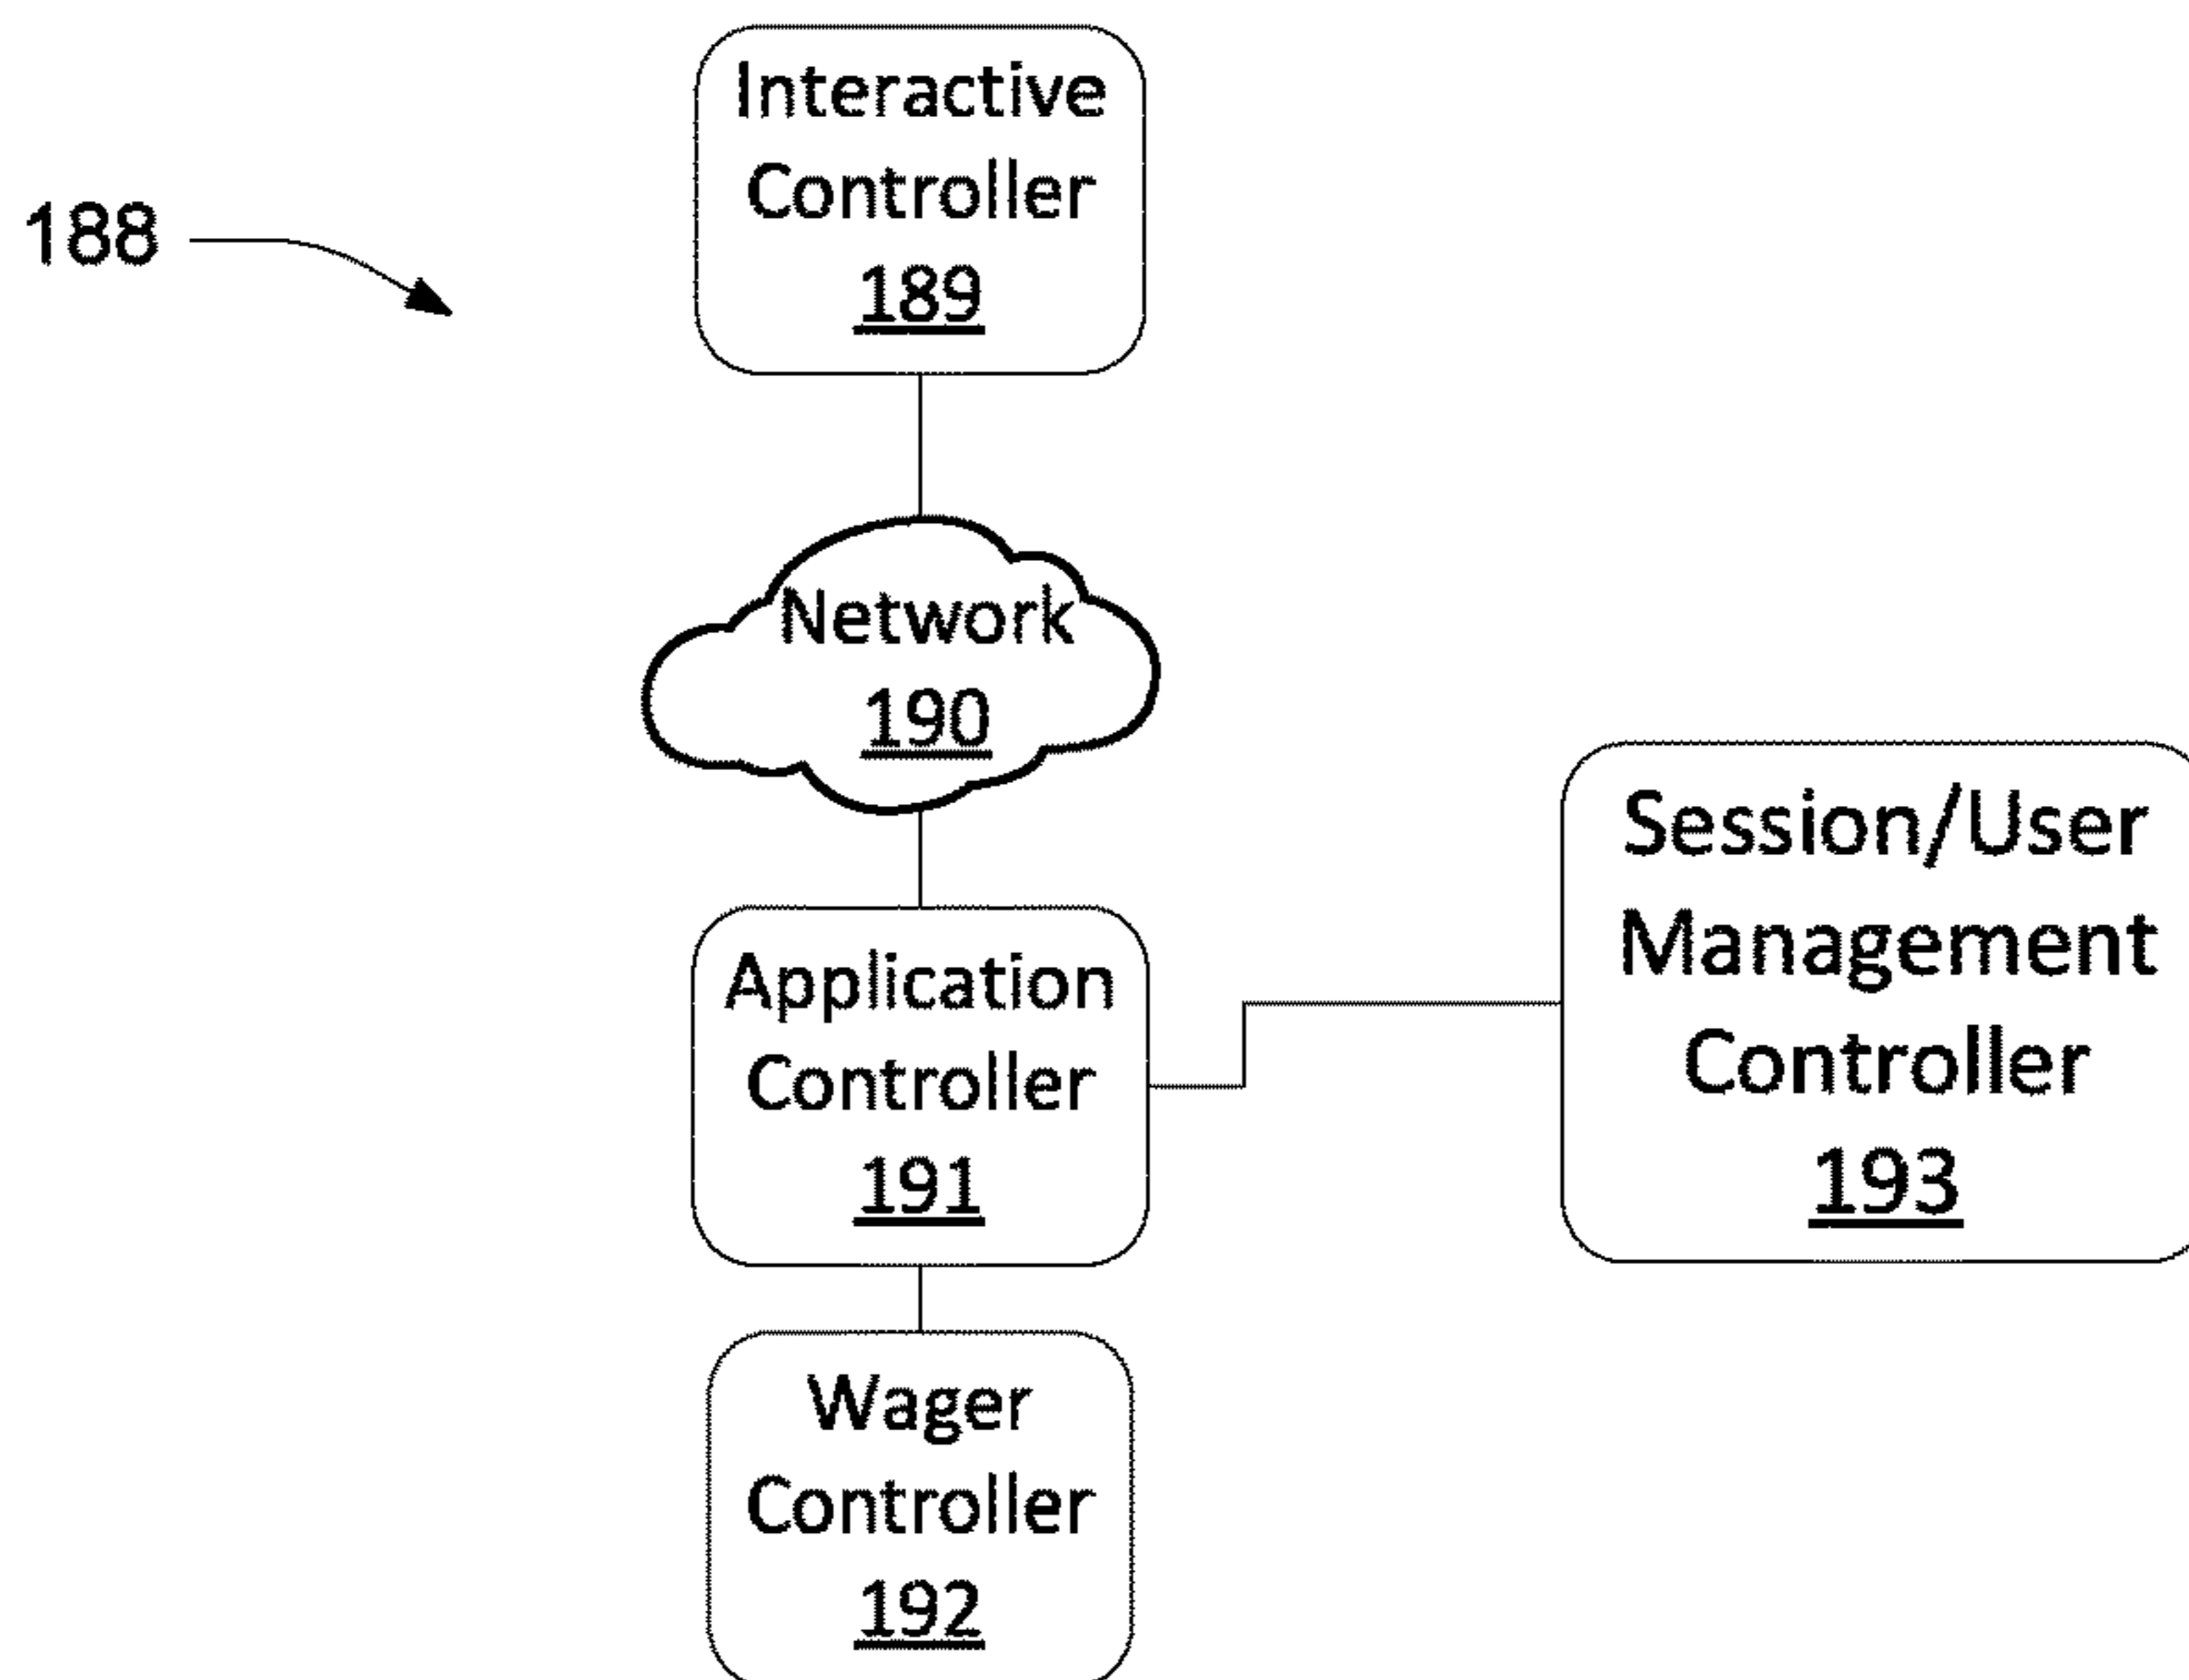 188
Interactive
Controller
189
Network
190
Application
Controller
191
Session/User
Management
Controller
193
Wager
Controller
192